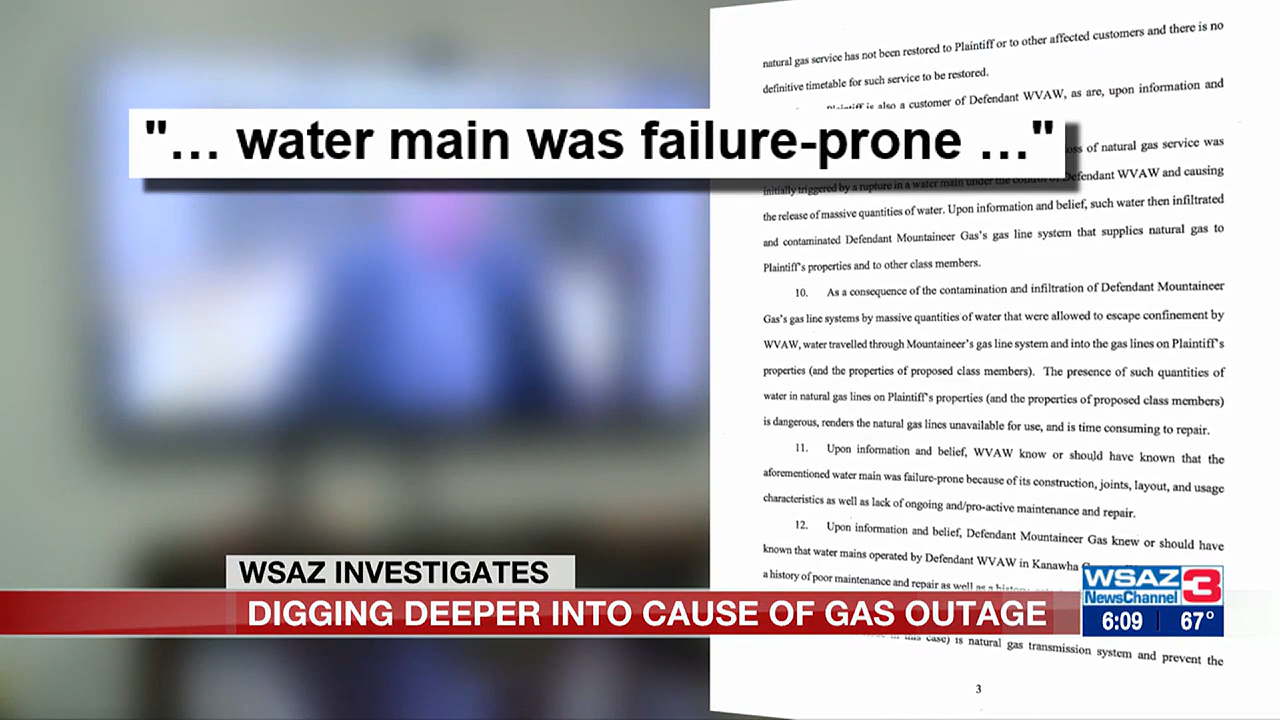 natural gas service has not been restored to Plaintiff or to other affected customers and there is no
definitive timetable for such service to be restored.
is also a customer of Defendant WVAW, as are, upon information and
"... water main was failure-prone ..."
of natural gas service was
initially triggered by a rupture in a water main under the control of Defendant WVAW and causing
the release of massive quantities of water. Upon information and belief, such water then infiltrated
and contaminated Defendant Mountaineer Gas's gas line system that supplies natural gas to
Plaintiff's properties and to other class members.
10. As a consequence of the contamination and infiltration of Defendant Mountaineer
Gas's gas line systems by massive quantities of water that were allowed to escape confinement by
WVAW, water travelled through Mountaineer's gas line system and into the gas lines on Plaintiff's
properties (and the properties of proposed class members). The presence of such quantities of
water in natural gas lines on Plaintiff's properties (and the properties of proposed class members)
is dangerous, renders the natural gas lines unavailable for use, and is time consuming to repair.
11. Upon information and belief, WVAW know or should have known that the
aforementioned water main was failure-prone because of its construction, joints, layout, and usage
characteristics as well as lack of ongoing and/pro-active maintenance and repair.
12. Upon information and belief, Defendant Mountaineer Gas knew or should have
known that water mains operated by Defendant WVAW in Kanawha
a history of poor maintenance and repair as well as a
case) is natural gas transmission system and prevent the
3
WSAZ INVESTIGATES
DIGGING DEEPER INTO CAUSE OF GAS OUTAGE
WSAZ 3
NewsChannel
6:09 67°